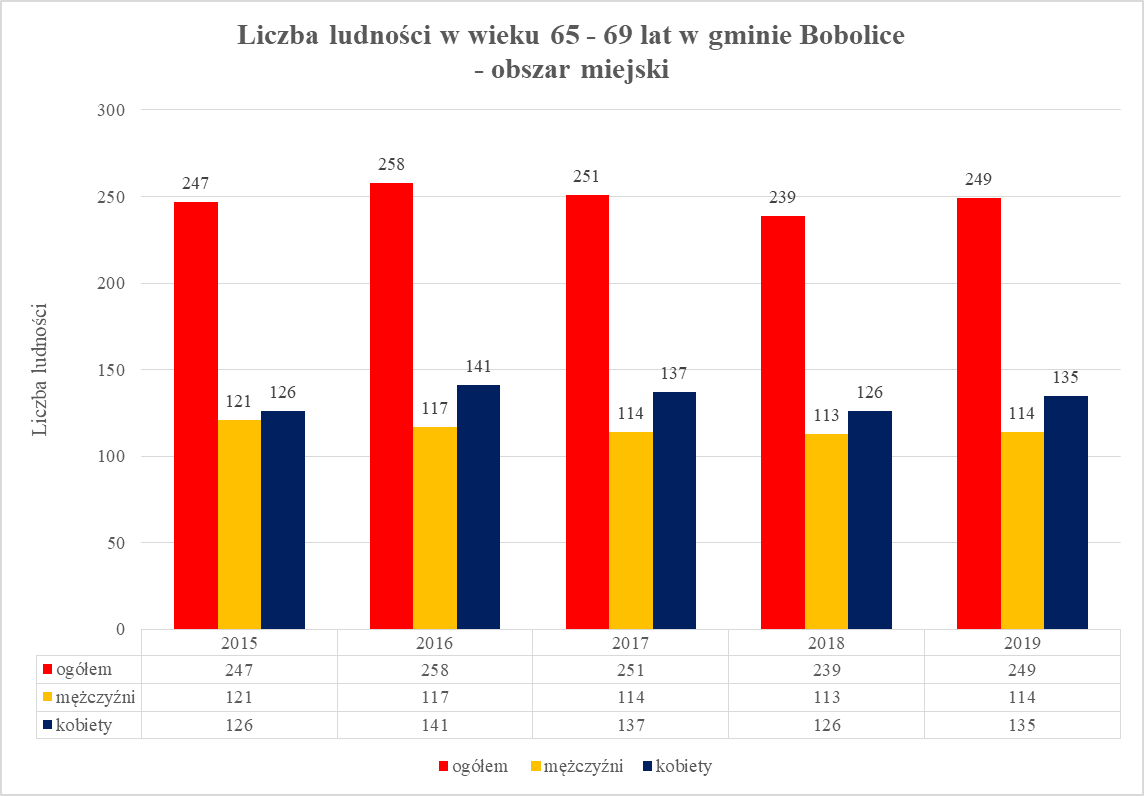 Liczba ludności w wieku 65 - 69 lat w gminie Bobolice
- obszar miejski
Liczba ludności
300
250
200
150
100
50
0
247
121
126
258
117
141
251
114
137
239
113
126
249
114
135
2015 2016 2017 2018 2019
ogółem 247 258 251 239 249
mężczyźni 121 117 114 113 114
kobiety 126 141 137 126 135
ogółem mężczyźni kobiety